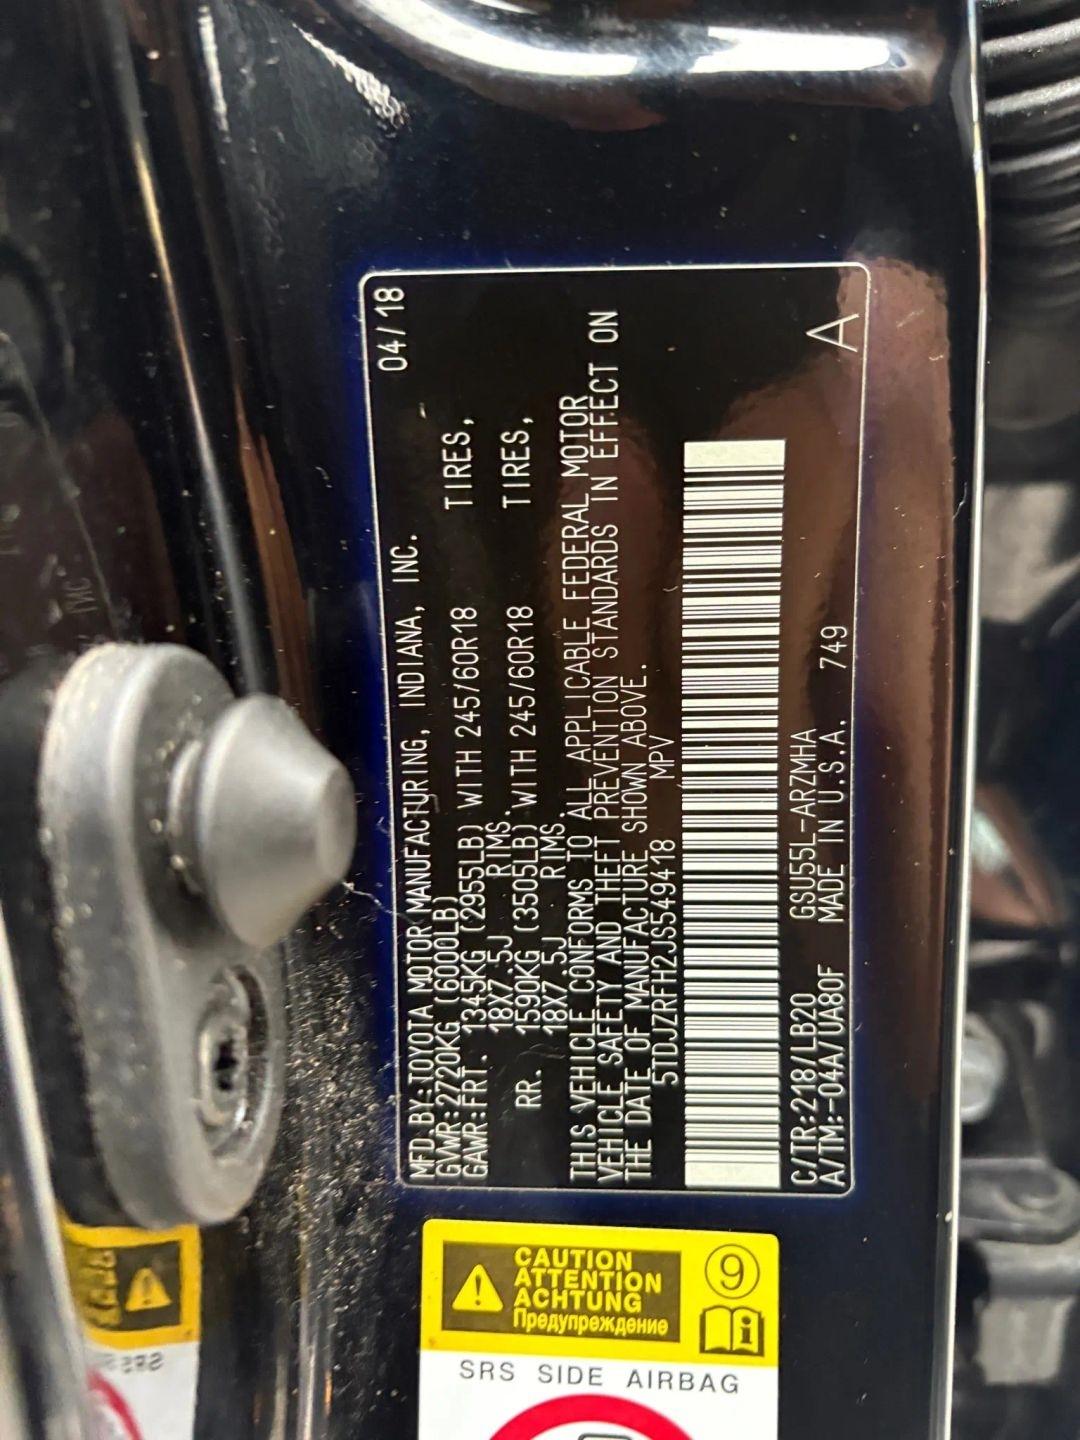 MFD.BY:TOYOTA MOTOR MANUFACTURING, INDIANA, INC. 04/18
GVWR:2720KG (6000LB)
GAWR:FRT. 1345KG (2955LB) WITH 245/60R18 TIRES,
18X7.5J RIMS.
RR. 1590KG (3505LB) WITH 245/60R18 TIRES,
18X7.5J RIMS
THIS VEHICLE CONFORMS TO ALL APPLICABLE FEDERAL MOTOR
VEHICLE SAFETY AND THEFT PREVENTION STANDARDS IN EFFECT ON
THE DATE OF MANUFACTURE SHOWN ABOVE.
5TDJZRFH2JS549418 MPV
C/TR:218/LB20 GSU55L-ARZMHA
A/TM:-04A/UA80F MADE IN U.S.A. 749
A
CAUTION
ATTENTION
ACHTUNG
Предупреждение
9
SRS SIDE AIRBAG